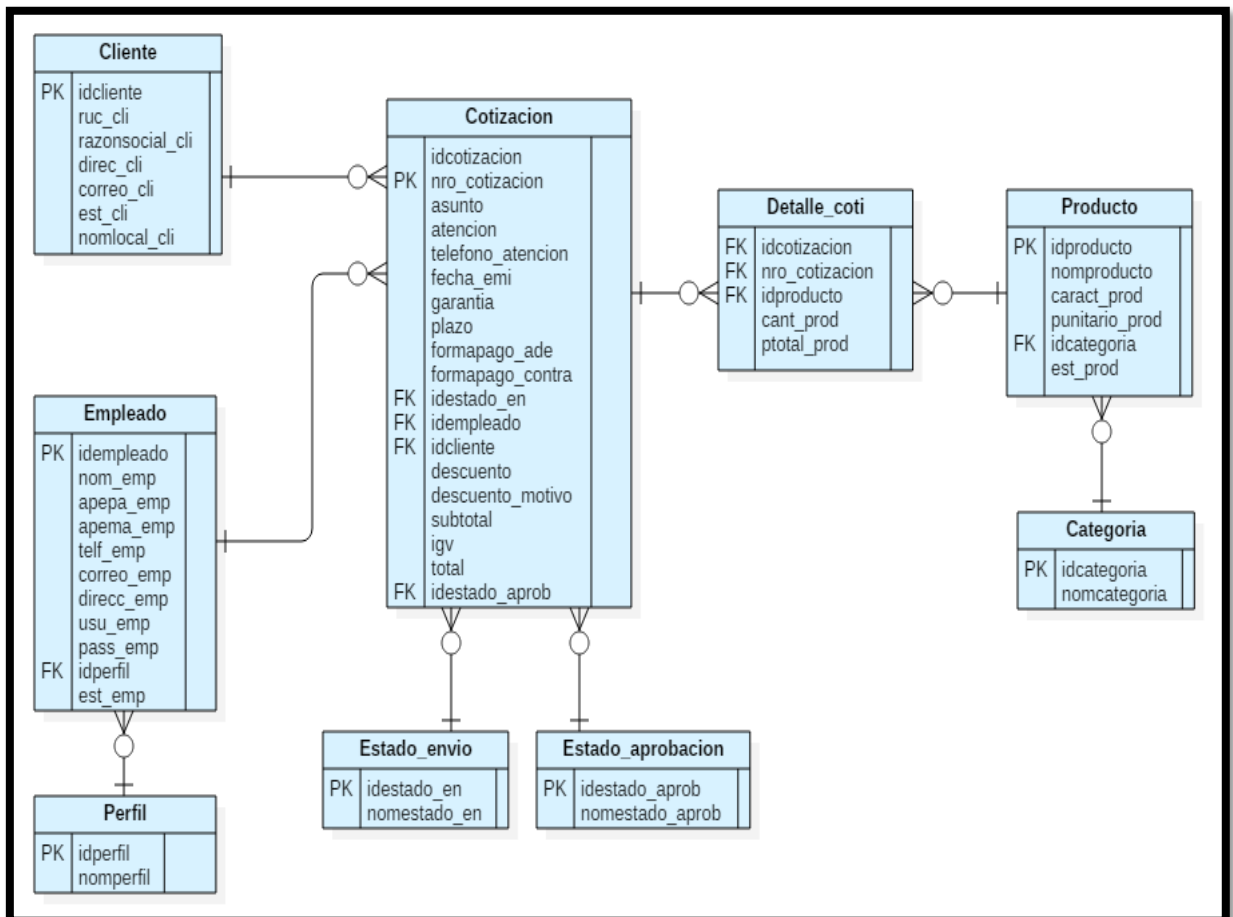 Cliente
PK idcliente
ruc_cli
razonsocial_cli
direc_cli
correo_cli
est_cli
nomlocal_cli
Cotizacion
idcotizacion
PK nro_cotizacion
asunto
atencion
telefono_atencion
fecha_emi
garantia
plazo
formapago_ade
formapago_contra
FK idestado_en
FK idempleado
FK idcliente
descuento
descuento_motivo
subtotal
igv
total
FK idestado_aprob
Detalle_coti
FK idcotizacion
FK nro_cotizacion
FK idproducto
cant_prod
ptotal_prod
Producto
PK idproducto
nomproducto
caract_prod
punitario_prod
FK idcategoria
est_prod
Empleado
PK idempleado
nom_emp
apepa_emp
apema_emp
telf_emp
correo_emp
direcc_emp
usu_emp
pass_emp
FK idperfil
est_emp
Categoria
PK idcategoria
nomcategoria
Estado_envio
PK idestado_en
nomestado_en
Estado_aprobacion
PK idestado_aprob
nomestado_aprob
Perfil
PK idperfil
nomperfil